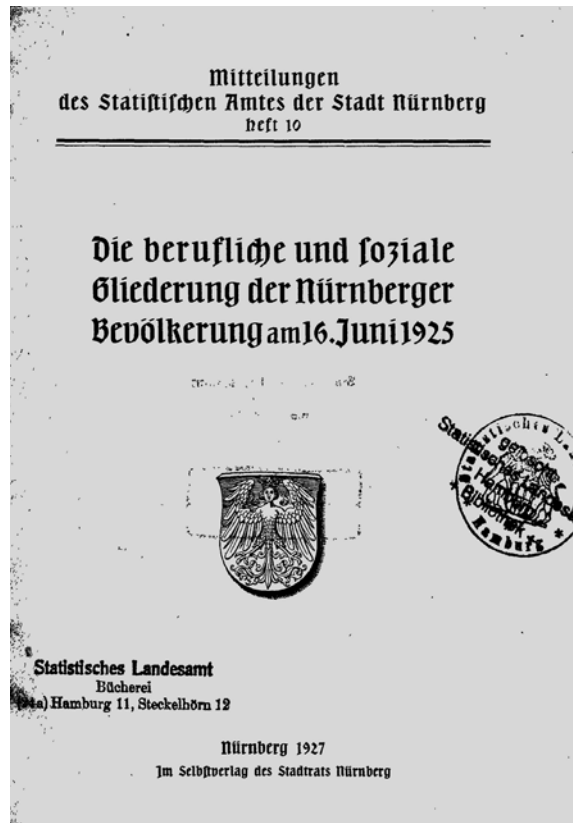 Mitteilungen
des Statiſtiſchen Amtes der Stadt Nürnberg
Heft 10
Die berufliche und ſoziale
Gliederung der Nürnberger
Bevölkerung am 16. Juni 1925
Statistisches Landesamt
Bücherei
Hamburg 11, Steckelhörn 12
Hamburg
Nürnberg 1927
Im Selbſtverlag des Stadtrats Nürnberg